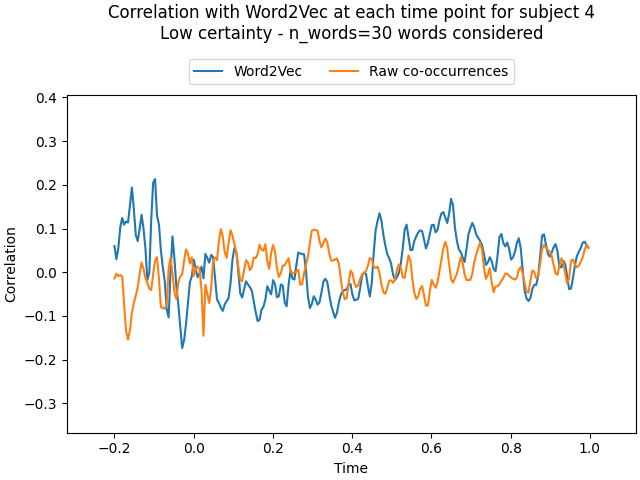 Correlation with Word2Vec at each time point for subject 4
Low certainty - n_words=30 words considered
Word2Vec
Raw co-occurrences
0.4
0.3
0.2
0.1
0.0
−0.1
−0.2
−0.3
Correlation
−0.2
0.0
0.2
0.4
0.6
0.8
1.0
Time